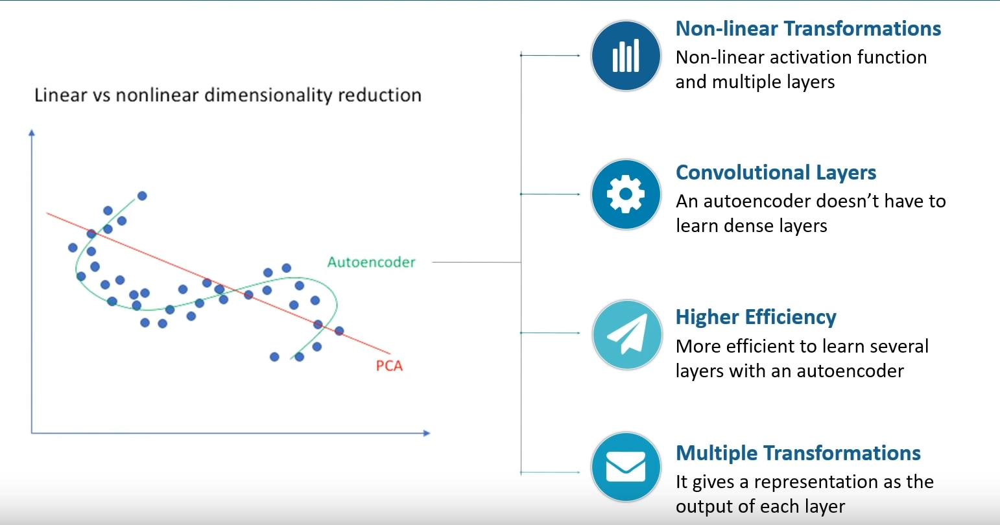 Linear vs nonlinear dimensionality reduction
Autoencoder
PCA
Non-linear Transformations
Non-linear activation function
and multiple layers
Convolutional Layers
An autoencoder doesn’t have to
learn dense layers
Higher Efficiency
More efficient to learn several
layers with an autoencoder
Multiple Transformations
It gives a representation as the
output of each layer